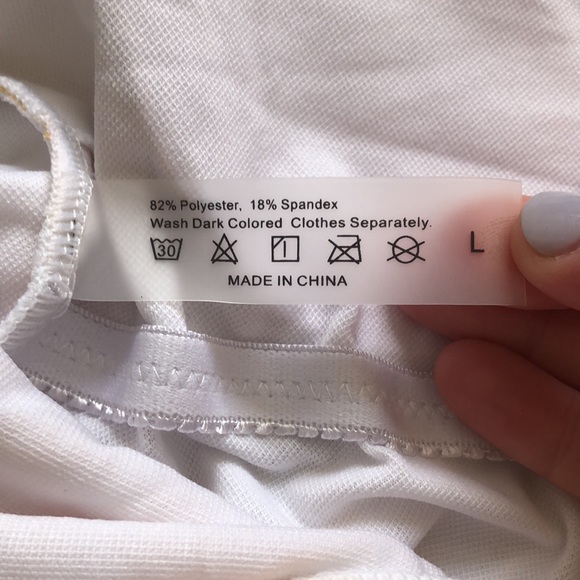 82% Polyester, 18% Spandex
Wash Dark Colored Clothes Separately.
30
L
MADE IN CHINA